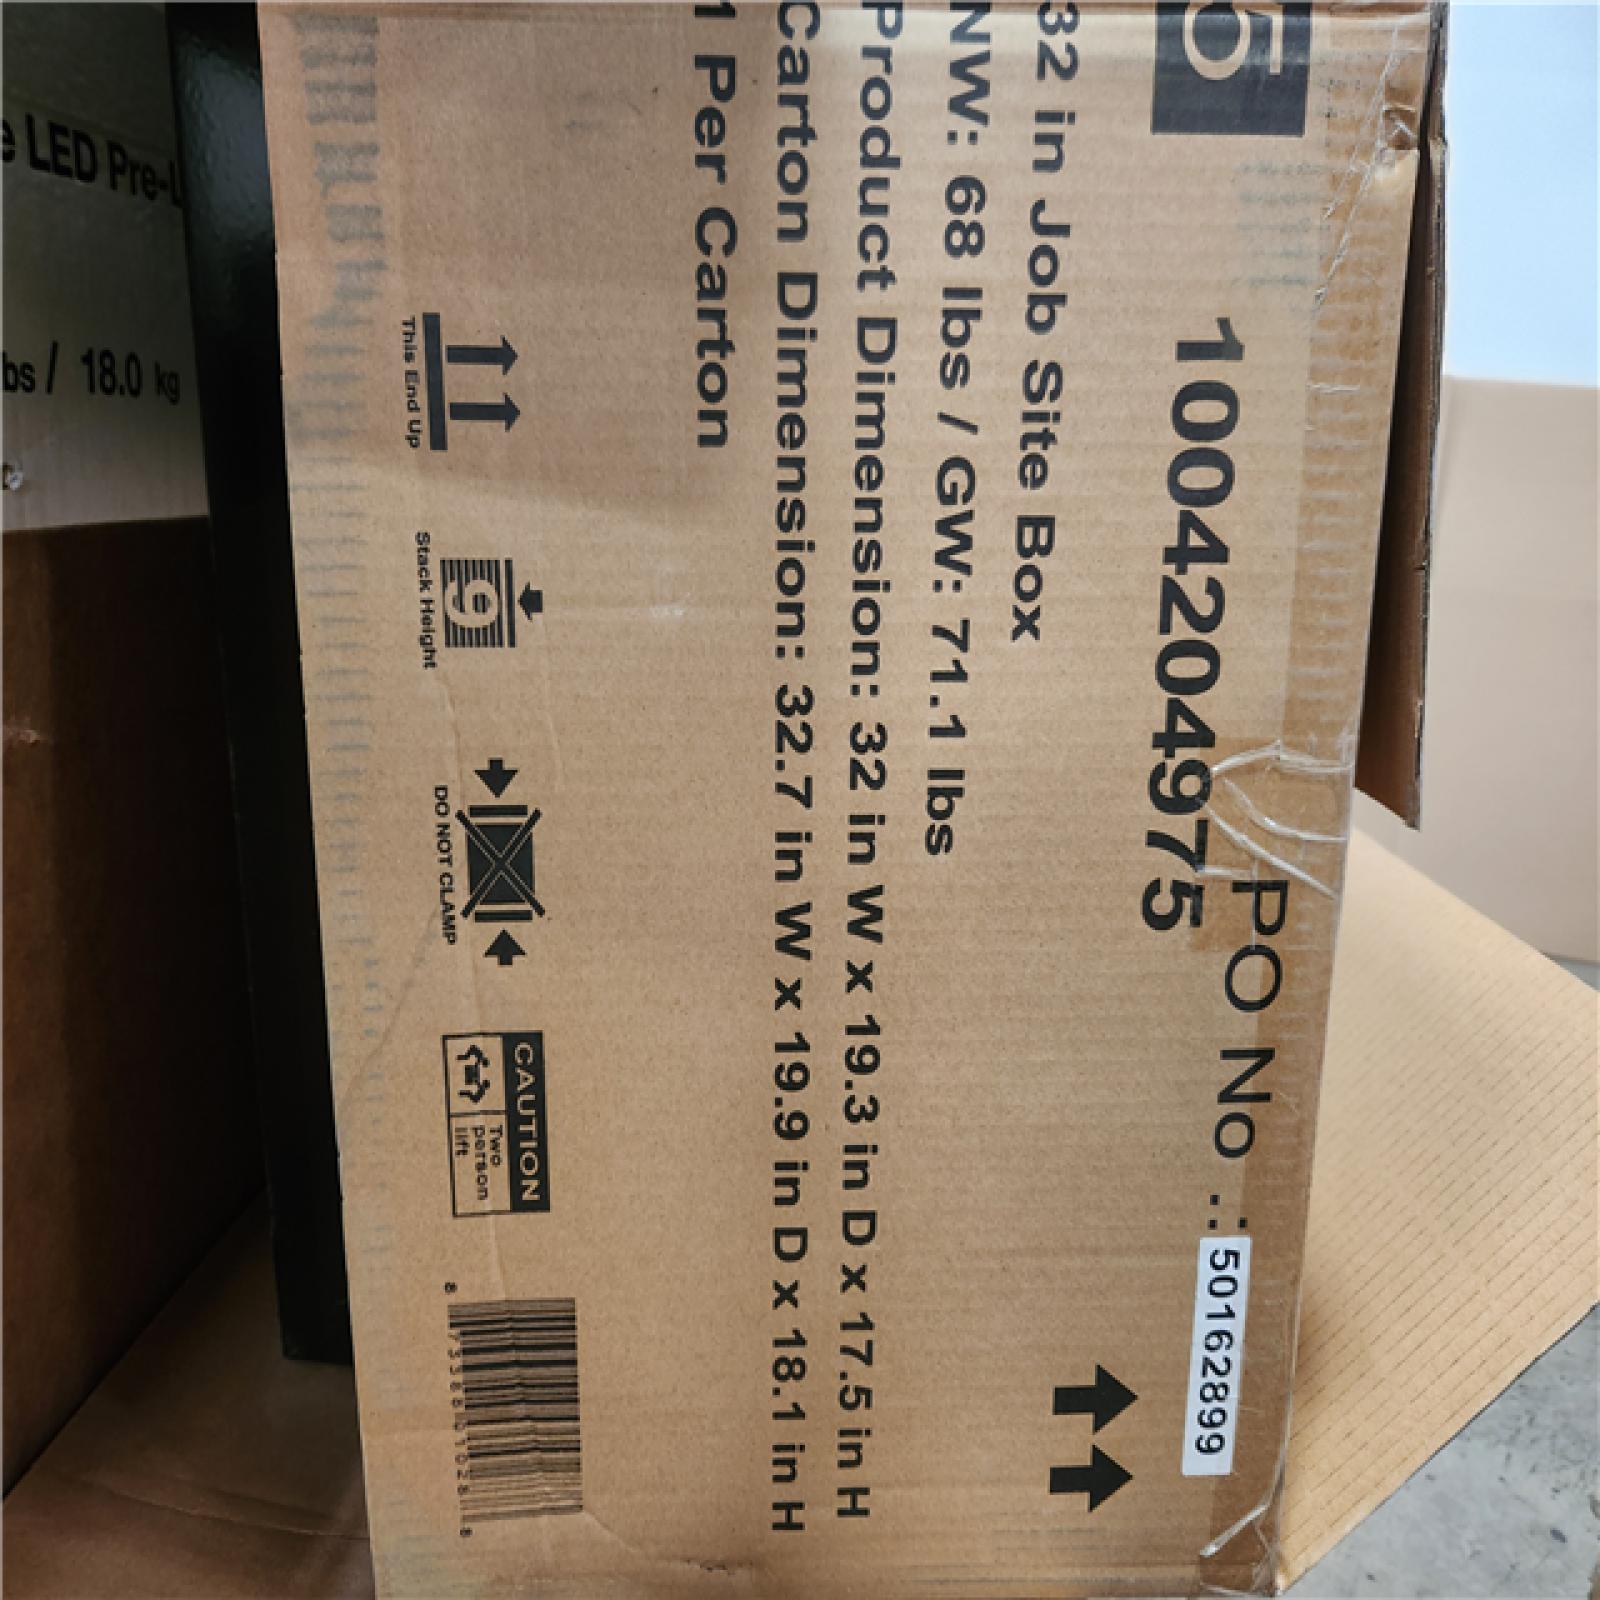 5
1004204975
PO No.:
50162899
32 in Job Site Box
NW: 68 lbs / GW: 71.1 lbs
Product Dimension: 32 in W x 19.3 in D x 17.5 in H
Carton Dimension: 32.7 in W x 19.9 in D x 18.1 in H
1 Per Carton
This End Up
Stack Height
DO NOT CLAMP
CAUTION
Two
person
lift
e LED Pre-L
bs / 18.0 kg